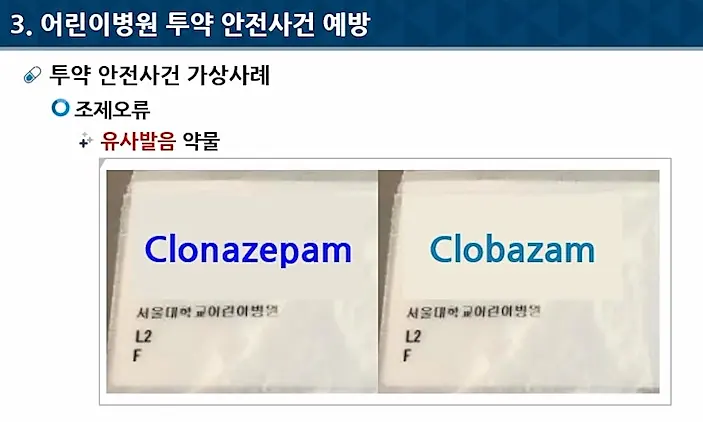 3. 어린이병원 투약 안전사건 예방
투약 안전사건 가상사례
조제오류
유사발음 약물
Clonazepam
서울대학교어린이병원
L2
F
Clobazam
서울대학교어린이병원
L2
F